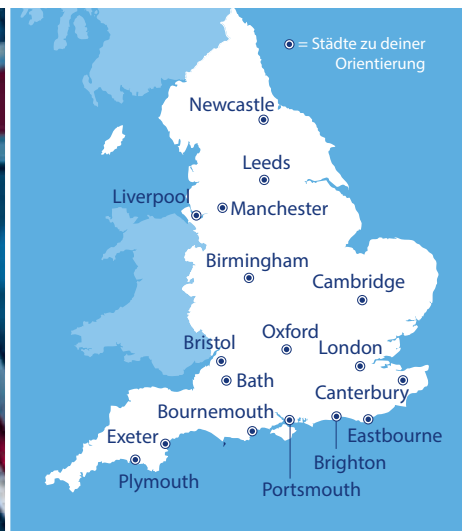 = Städte zu deiner
Orientierung
Newcastle
Leeds
Liverpool
Manchester
Birmingham
Cambridge
Oxford
Bristol
London
Bath
Canterbury
Bournemouth
Exeter
Eastbourne
Brighton
Plymouth
Portsmouth